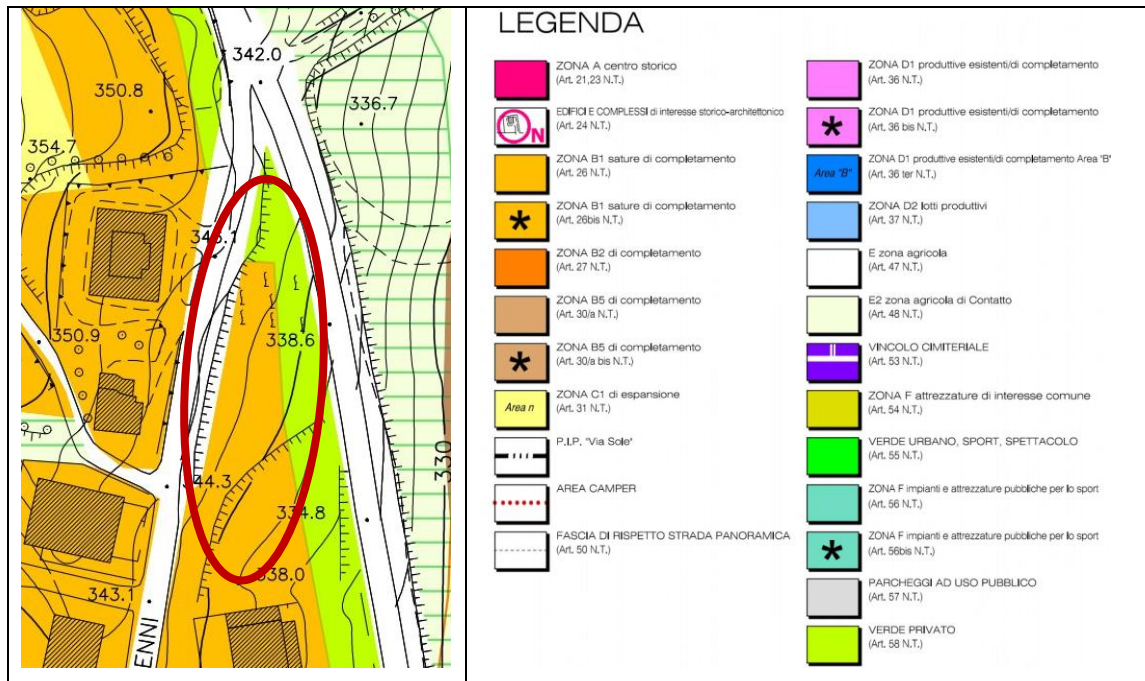 342.0
350.8
336.7
354.7
350.9
338.6
330
344.3
334.8
338.0
343.1
ENNI
LEGENDA
ZONA A centro storico
(Art. 21,23 N.T.)
N
EDIFICI E COMPLESSI di interesse storico-architettonico
(Art. 24 N.T.)
ZONA B1 sature di completamento
(Art. 26 N.T.)
*
ZONA B1 sature di completamento
(Art. 26bis N.T.)
ZONA B2 di completamento
(Art. 27 N.T.)
ZONA B5 di completamento
(Art. 30/a N.T.)
*
ZONA B5 di completamento
(Art. 30/a bis N.T.)
Area n
ZONA C1 di espansione
(Art. 31 N.T.)
P.I.P. "Via Sole"
AREA CAMPER
FASCIA DI RISPETTO STRADA PANORAMICA
(Art. 50 N.T.)
ZONA D1 produttive esistenti/di completamento
(Art. 36 N.T.)
*
ZONA D1 produttive esistenti/di completamento
(Art. 36 bis N.T.)
Area "B"
ZONA D1 produttive esistenti/di completamento Area "B"
(Art. 36 ter N.T.)
ZONA D2 lotti produttivi
(Art. 37 N.T.)
E zona agricola
(Art. 47 N.T.)
E2 zona agricola di Contatto
(Art. 48 N.T.)
VINCOLO CIMITERIALE
(Art. 53 N.T.)
ZONA F attrezzature di interesse comune
(Art. 54 N.T.)
VERDE URBANO, SPORT, SPETTACOLO
(Art. 55 N.T.)
ZONA F impianti e attrezzature pubbliche per lo sport
(Art. 56 N.T.)
*
ZONA F impianti e attrezzature pubbliche per lo sport
(Art. 56bis N.T.)
PARCHEGGI AD USO PUBBLICO
(Art. 57 N.T.)
VERDE PRIVATO
(Art. 58 N.T.)